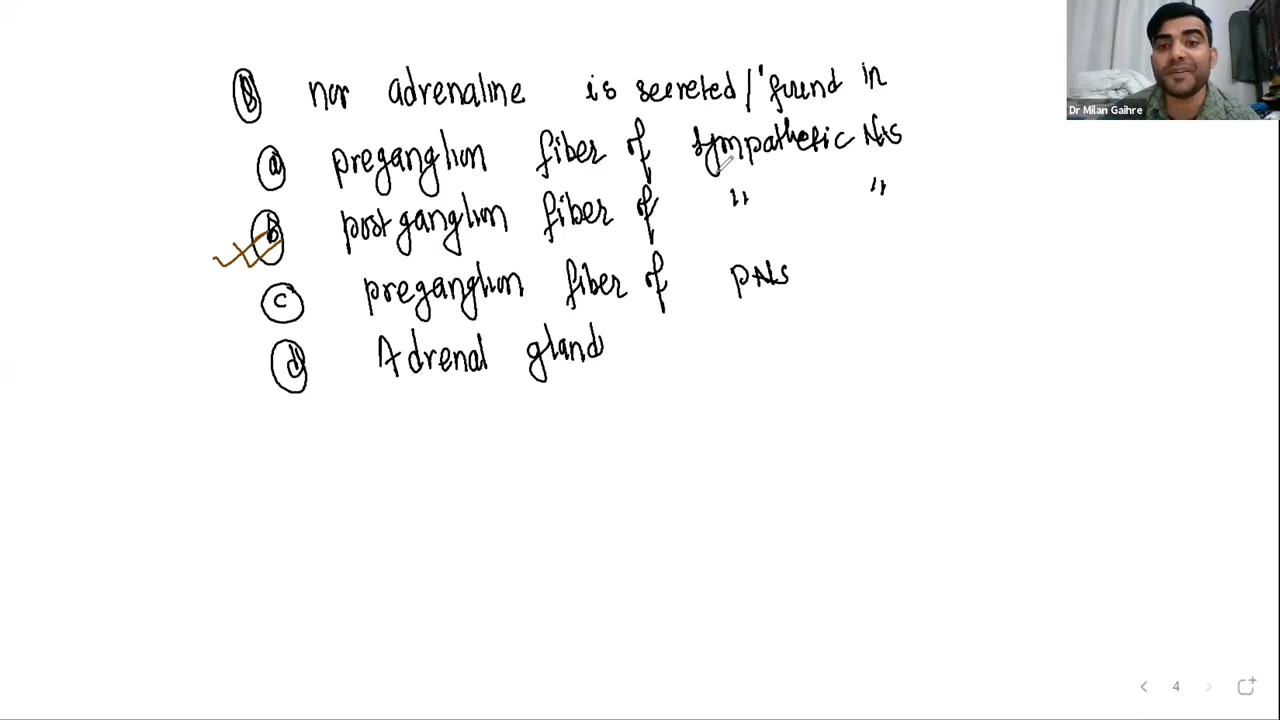 Q nor adrenaline is secreted / found in
a preganglion fiber of sympathetic N.S
b postganglion fiber of " "
c preganglion fiber of PNS
d Adrenal gland
Dr Milan Gaihre
4